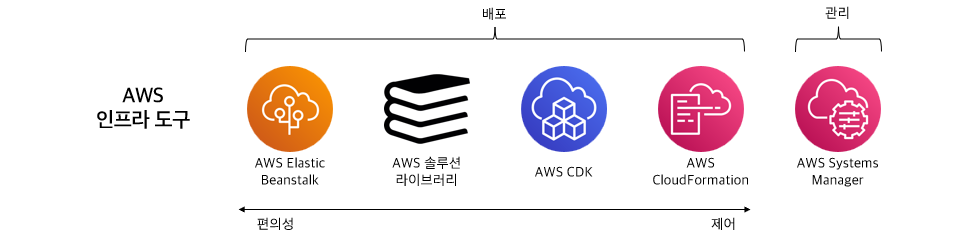 배포
관리
AWS
인프라 도구
AWS Elastic
Beanstalk
AWS 솔루션
라이브러리
AWS CDK
AWS
CloudFormation
AWS Systems
Manager
편의성
제어